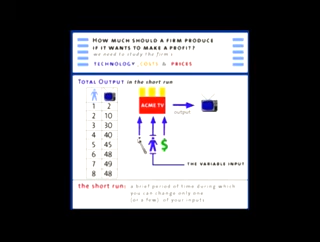 HOW MUCH SHOULD A FIRM PRODUCE
IF IT WANTS TO MAKE A PROFIT?
we need to study the firm's
TECHNOLOGY, COSTS & PRICES
TOTAL OUTPUT in the short run
1 2
2 10
3 30
4 40
5 45
6 48
7 49
8 48
ACME TV
output
$
THE VARIABLE INPUT
the short run: a brief period of time during which
you can change only one
(or a few) of your inputs